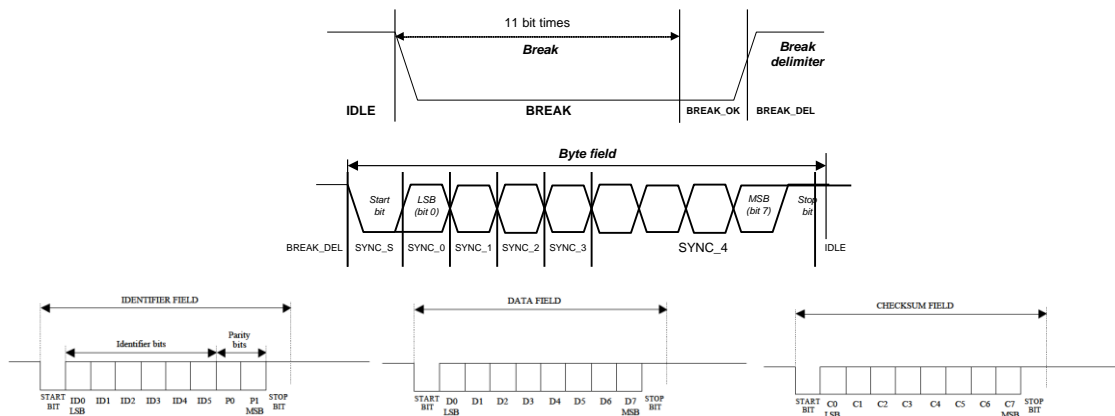 11 bit times
Break
Break
delimiter
IDLE
BREAK
BREAK_OK
BREAK_DEL
Byte field
Start
bit
LSB
(bit 0)
MSB
(bit 7)
Stop
bit
BREAK_DEL
SYNC_S
SYNC_0
SYNC_1
SYNC_2
SYNC_3
SYNC_4
IDLE
IDENTIFIER FIELD
Identifier bits
Parity
bits
START
BIT
ID0
LSB
ID1
ID2
ID3
ID4
ID5
P0
P1
MSB
STOP
BIT
DATA FIELD
START
BIT
D0
LSB
D1
D2
D3
D4
D5
D6
D7
MSB
STOP
BIT
CHECKSUM FIELD
START
BIT
C0
LSB
C1
C2
C3
C4
C5
C6
C7
MSB
STOP
BIT